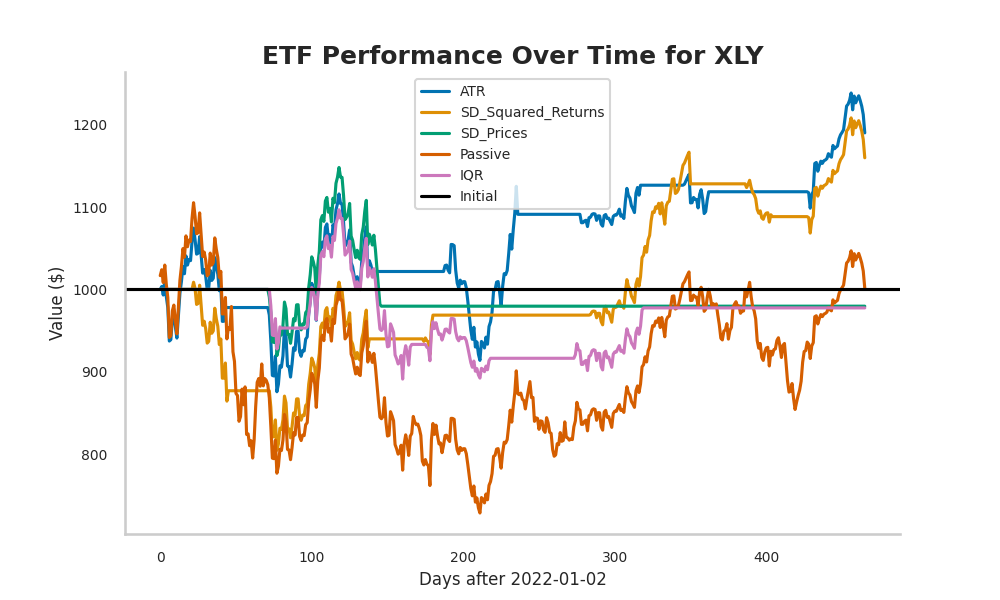 ETF Performance Over Time for XLY
ATR
SD_Squared_Returns
SD_Prices
Passive
IQR
Initial
Value ($)
1200
1100
1000
900
800
0 100 200 300 400
Days after 2022-01-02